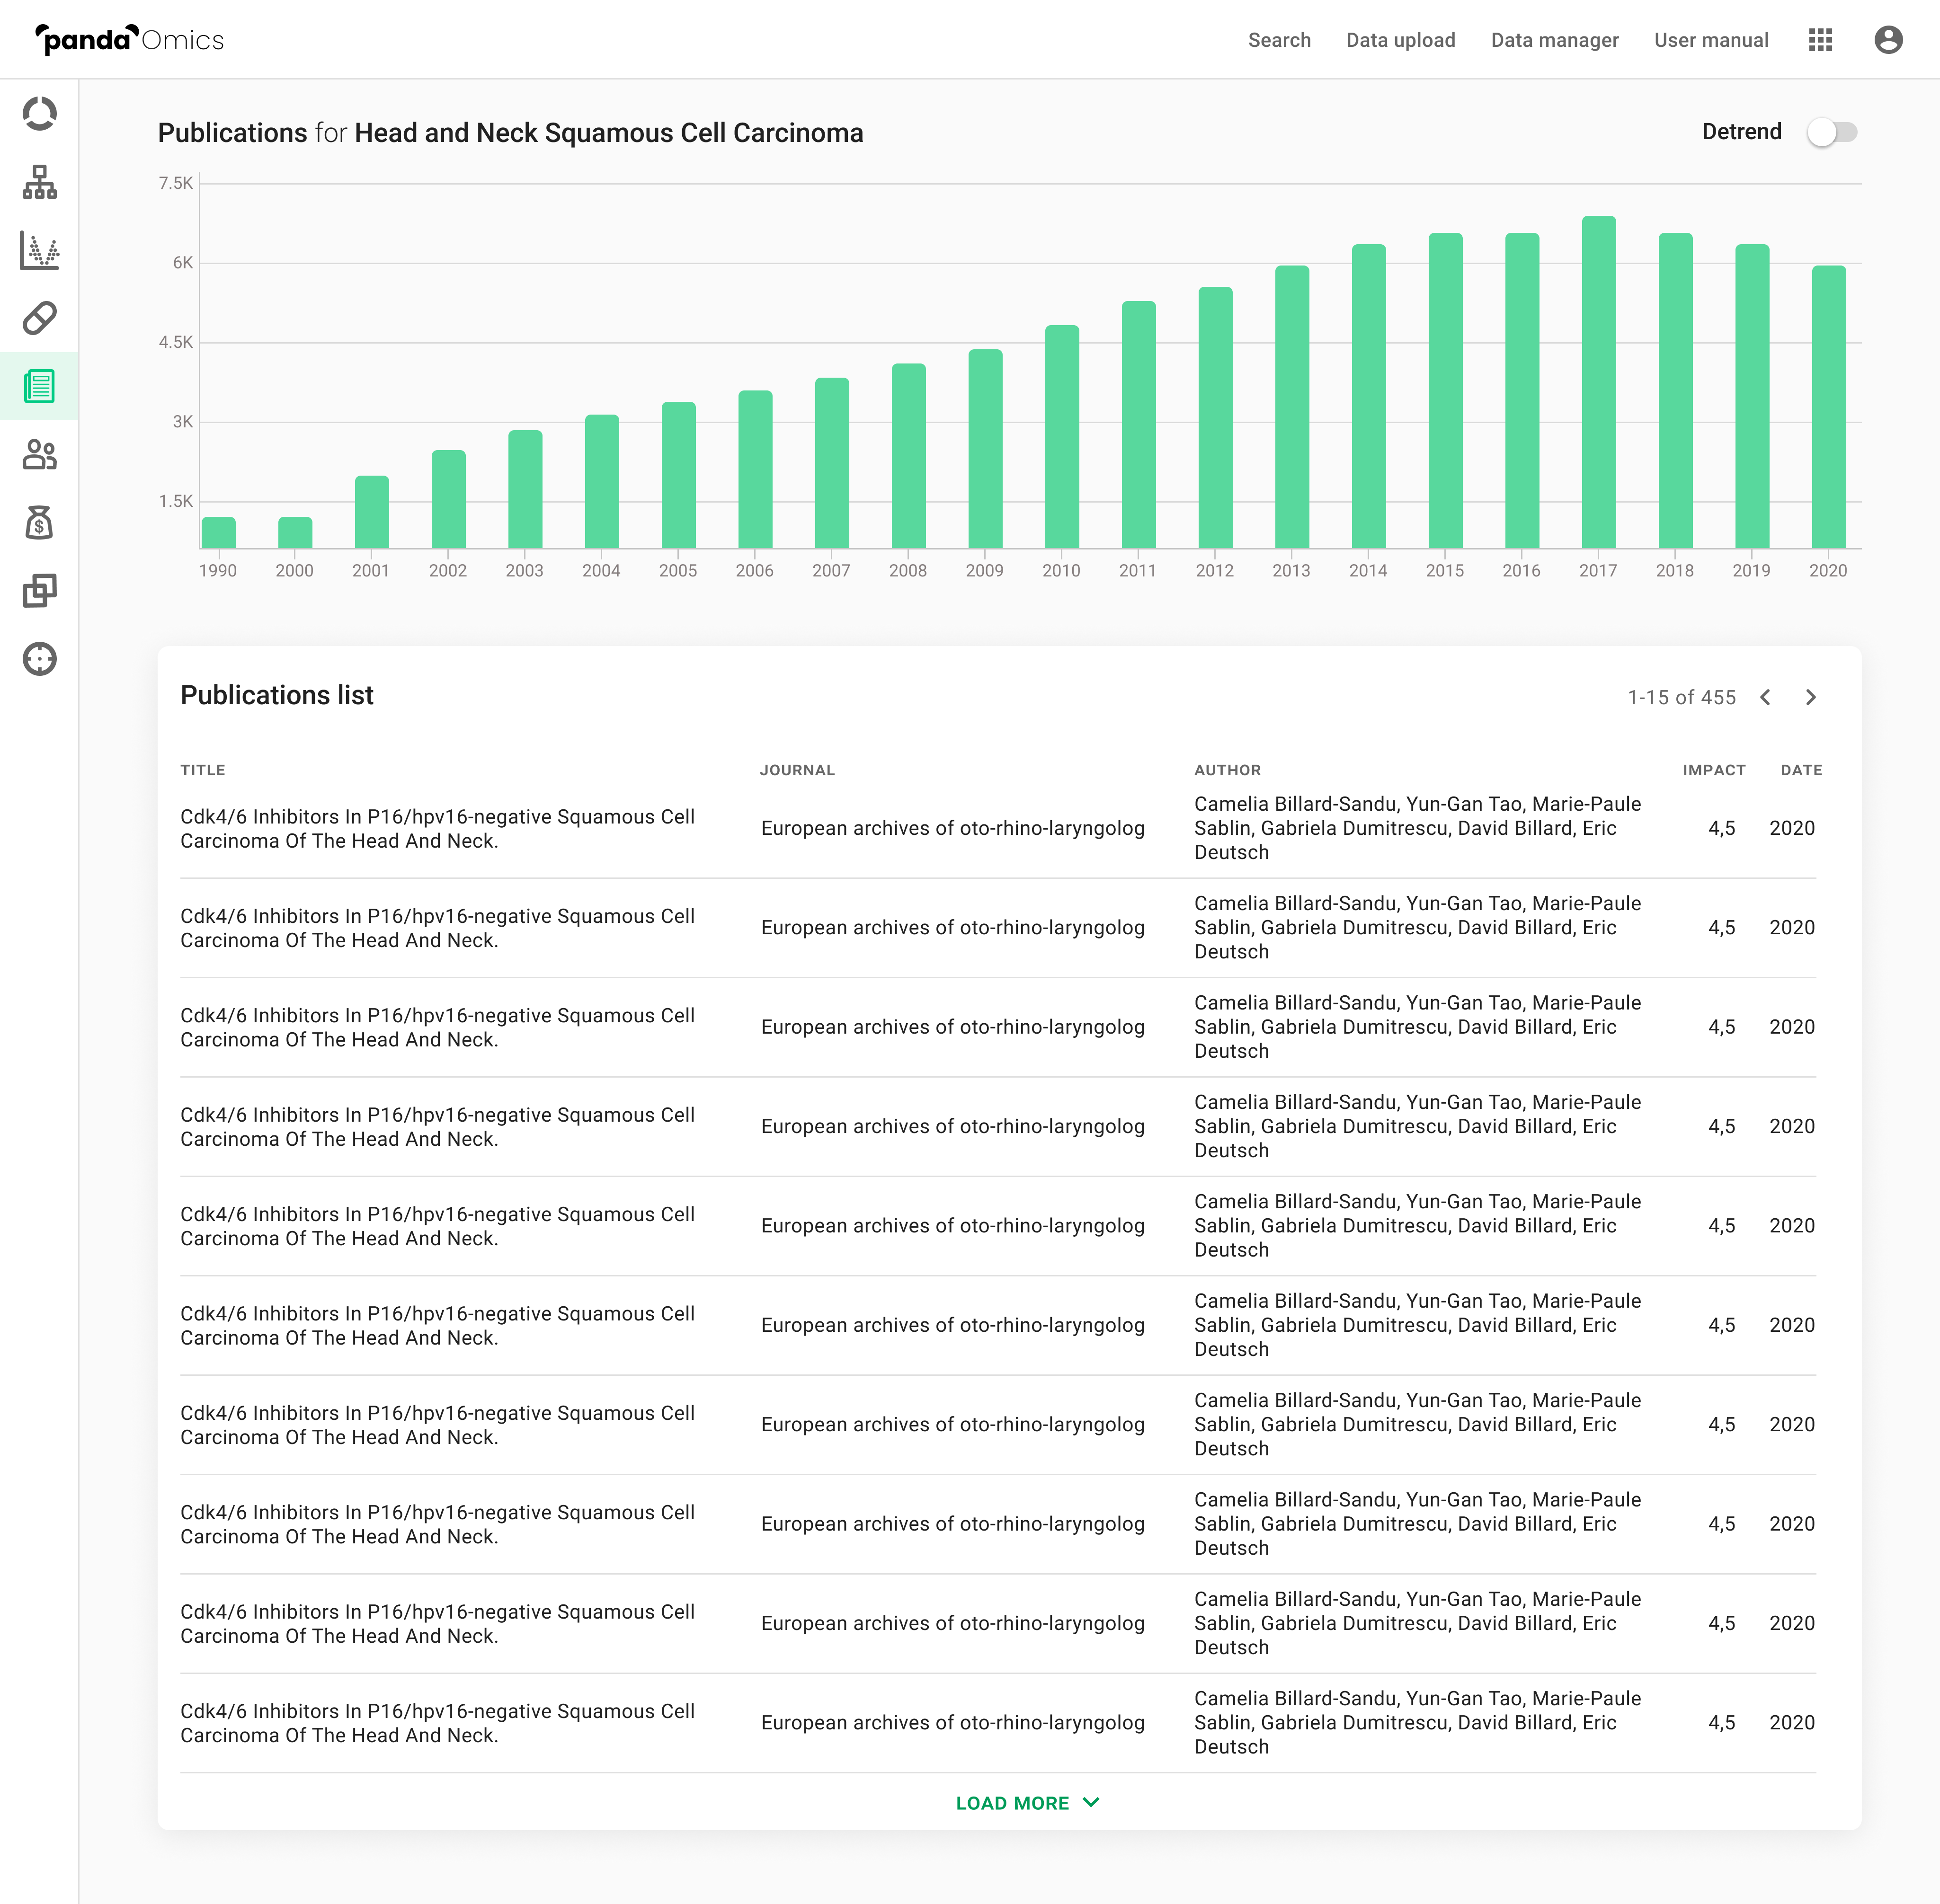 panda Omics
Search Data upload Data manager User manual
Publications for Head and Neck Squamous Cell Carcinoma
Detrend
7.5K
6K
4.5K
3K
1.5K
1990 2000 2001 2002 2003 2004 2005 2006 2007 2008 2009 2010 2011 2012 2013 2014 2015 2016 2017 2018 2019 2020
$
Publications list
1-15 of 455
TITLE JOURNAL AUTHOR IMPACT DATE
Cdk4/6 Inhibitors In P16/hpv16-negative Squamous Cell
Carcinoma Of The Head And Neck.
European archives of oto-rhino-laryngolog
Camelia Billard-Sandu, Yun-Gan Tao, Marie-Paule
Sablin, Gabriela Dumitrescu, David Billard, Eric
Deutsch
4,5 2020
Cdk4/6 Inhibitors In P16/hpv16-negative Squamous Cell
Carcinoma Of The Head And Neck.
European archives of oto-rhino-laryngolog
Camelia Billard-Sandu, Yun-Gan Tao, Marie-Paule
Sablin, Gabriela Dumitrescu, David Billard, Eric
Deutsch
4,5 2020
Cdk4/6 Inhibitors In P16/hpv16-negative Squamous Cell
Carcinoma Of The Head And Neck.
European archives of oto-rhino-laryngolog
Camelia Billard-Sandu, Yun-Gan Tao, Marie-Paule
Sablin, Gabriela Dumitrescu, David Billard, Eric
Deutsch
4,5 2020
Cdk4/6 Inhibitors In P16/hpv16-negative Squamous Cell
Carcinoma Of The Head And Neck.
European archives of oto-rhino-laryngolog
Camelia Billard-Sandu, Yun-Gan Tao, Marie-Paule
Sablin, Gabriela Dumitrescu, David Billard, Eric
Deutsch
4,5 2020
Cdk4/6 Inhibitors In P16/hpv16-negative Squamous Cell
Carcinoma Of The Head And Neck.
European archives of oto-rhino-laryngolog
Camelia Billard-Sandu, Yun-Gan Tao, Marie-Paule
Sablin, Gabriela Dumitrescu, David Billard, Eric
Deutsch
4,5 2020
Cdk4/6 Inhibitors In P16/hpv16-negative Squamous Cell
Carcinoma Of The Head And Neck.
European archives of oto-rhino-laryngolog
Camelia Billard-Sandu, Yun-Gan Tao, Marie-Paule
Sablin, Gabriela Dumitrescu, David Billard, Eric
Deutsch
4,5 2020
Cdk4/6 Inhibitors In P16/hpv16-negative Squamous Cell
Carcinoma Of The Head And Neck.
European archives of oto-rhino-laryngolog
Camelia Billard-Sandu, Yun-Gan Tao, Marie-Paule
Sablin, Gabriela Dumitrescu, David Billard, Eric
Deutsch
4,5 2020
Cdk4/6 Inhibitors In P16/hpv16-negative Squamous Cell
Carcinoma Of The Head And Neck.
European archives of oto-rhino-laryngolog
Camelia Billard-Sandu, Yun-Gan Tao, Marie-Paule
Sablin, Gabriela Dumitrescu, David Billard, Eric
Deutsch
4,5 2020
Cdk4/6 Inhibitors In P16/hpv16-negative Squamous Cell
Carcinoma Of The Head And Neck.
European archives of oto-rhino-laryngolog
Camelia Billard-Sandu, Yun-Gan Tao, Marie-Paule
Sablin, Gabriela Dumitrescu, David Billard, Eric
Deutsch
4,5 2020
Cdk4/6 Inhibitors In P16/hpv16-negative Squamous Cell
Carcinoma Of The Head And Neck.
European archives of oto-rhino-laryngolog
Camelia Billard-Sandu, Yun-Gan Tao, Marie-Paule
Sablin, Gabriela Dumitrescu, David Billard, Eric
Deutsch
4,5 2020
LOAD MORE